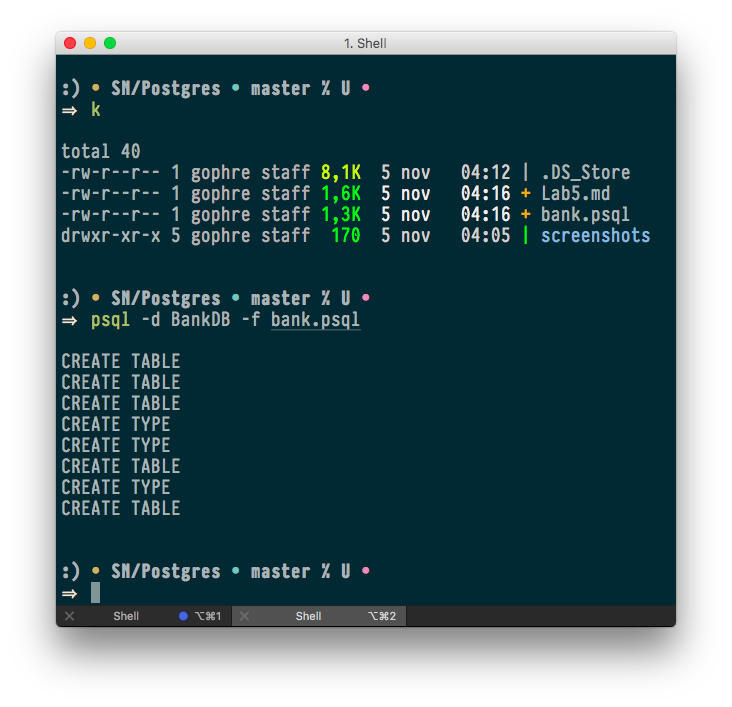 1. Shell
:) • SN/Postgres • master % U •
⇒ k
total 40
-rw-r--r-- 1 gophre staff 8,1K 5 nov 04:12 | .DS_Store
-rw-r--r-- 1 gophre staff 1,6K 5 nov 04:16 + Lab5.md
-rw-r--r-- 1 gophre staff 1,3K 5 nov 04:16 + bank.psql
drwxr-xr-x 5 gophre staff 170 5 nov 04:05 | screenshots
:) • SN/Postgres • master % U •
⇒ psql -d BankDB -f bank.psql
CREATE TABLE
CREATE TABLE
CREATE TABLE
CREATE TYPE
CREATE TYPE
CREATE TABLE
CREATE TYPE
CREATE TABLE
:) • SN/Postgres • master % U •
⇒
Shell ⌥⌘1 Shell ⌥⌘2